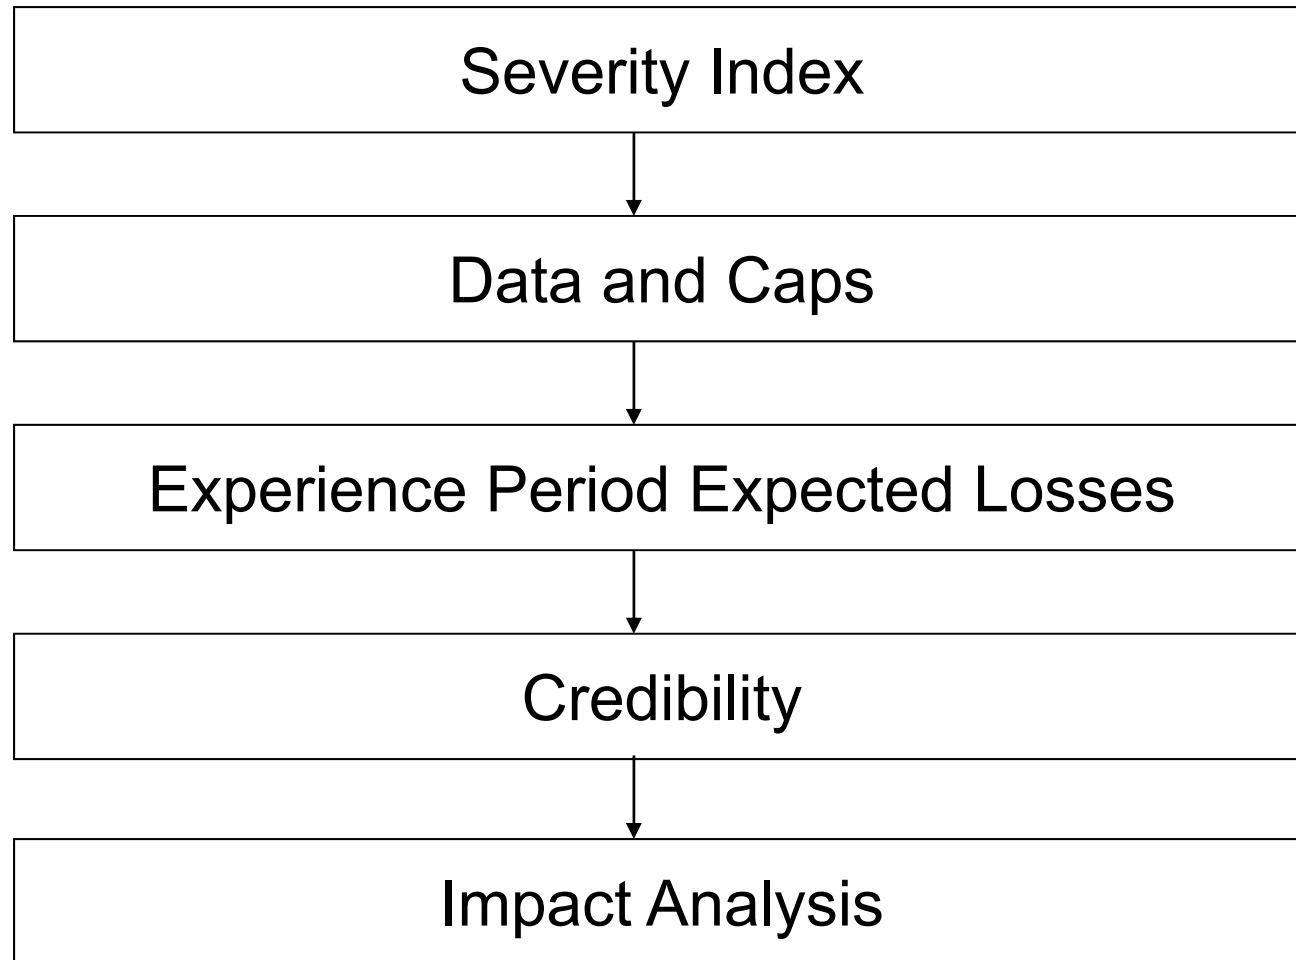 Severity Index
Data and Caps
Experience Period Expected Losses
Credibility
Impact Analysis